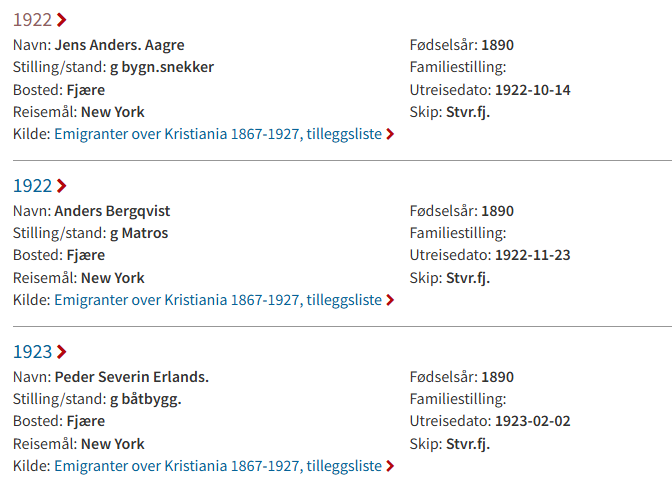 1922
Navn: Jens Anders. Aagre Fødselsår: 1890
Stilling/stand: g bygn.snekker Familiestilling:
Bosted: Fjære Utreisedato: 1922-10-14
Reisemål: New York Skip: Stvr.fj.
Kilde: Emigranter over Kristiania 1867-1927, tilleggsliste
1922
Navn: Anders Bergqvist Fødselsår: 1890
Stilling/stand: g Matros Familiestilling:
Bosted: Fjære Utreisedato: 1922-11-23
Reisemål: New York Skip: Stvr.fj.
Kilde: Emigranter over Kristiania 1867-1927, tilleggsliste
1923
Navn: Peder Severin Erlands. Fødselsår: 1890
Stilling/stand: g båtbygg. Familiestilling:
Bosted: Fjære Utreisedato: 1923-02-02
Reisemål: New York Skip: Stvr.fj.
Kilde: Emigranter over Kristiania 1867-1927, tilleggsliste